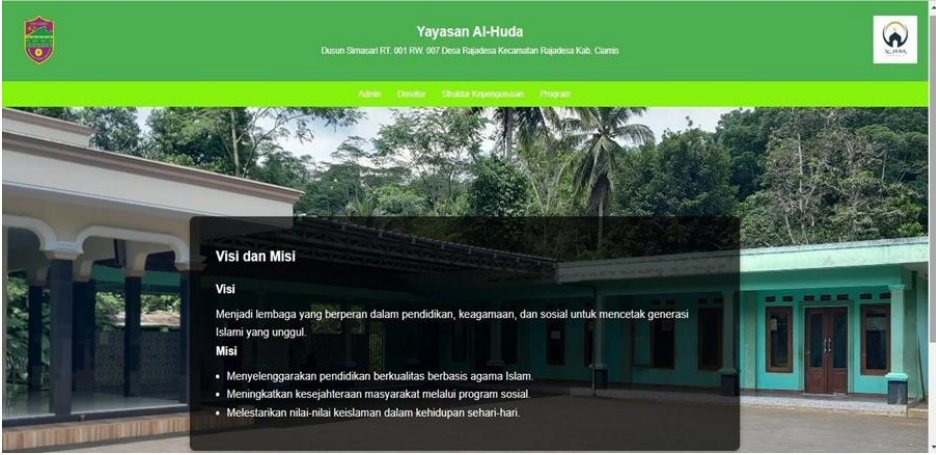 Yayasan Al-Huda
Dusun Simasari RT. 001 RW. 007 Desa Rajadesa Kecamatan Rajadesa Kab. Ciamis
AL-HUDA
Admin Donatur Struktur Kepengurusan Program
Visi dan Misi
Visi
Menjadi lembaga yang berperan dalam pendidikan, keagamaan, dan sosial untuk mencetak generasi
Islami yang unggul.
Misi
• Menyelenggarakan pendidikan berkualitas berbasis agama Islam.
• Meningkatkan kesejahteraan masyarakat melalui program sosial.
• Melestarikan nilai-nilai keislaman dalam kehidupan sehari-hari.